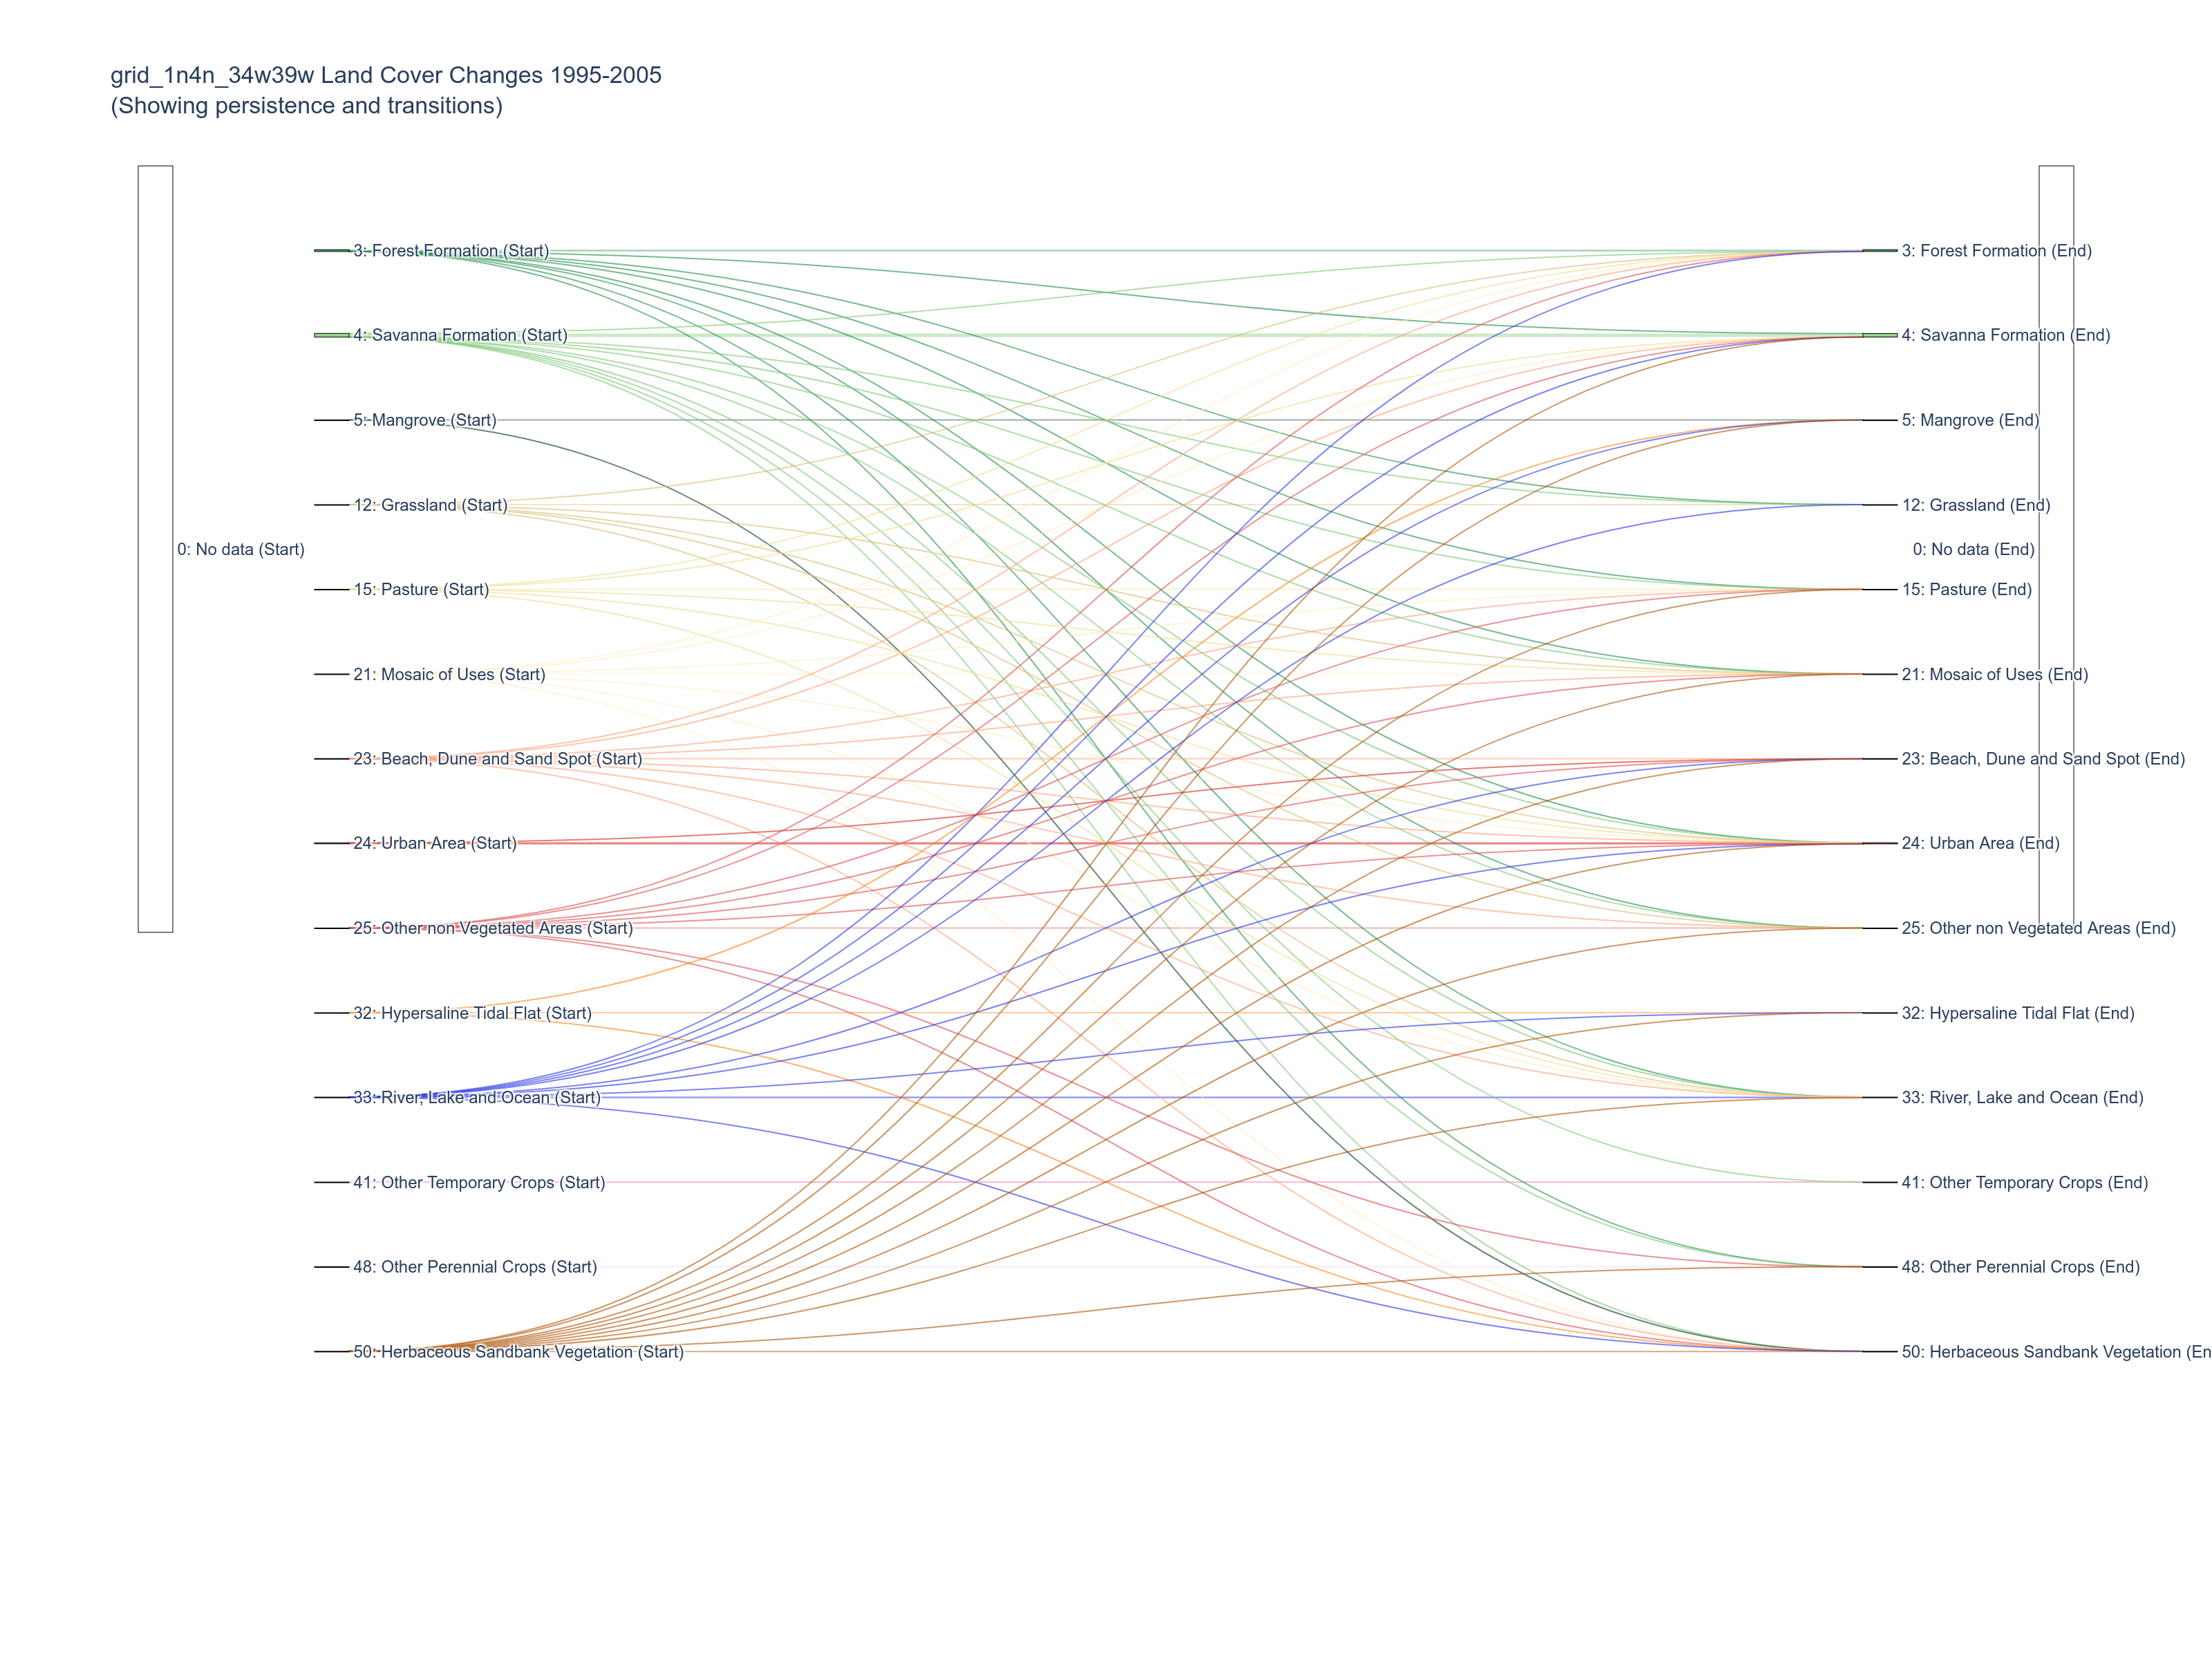 grid_1n4n_34w39w Land Cover Changes 1995-2005
(Showing persistence and transitions)
3: Forest Formation (Start)
3: Forest Formation (End)
4: Savanna Formation (Start)
4: Savanna Formation (End)
5: Mangrove (Start)
5: Mangrove (End)
12: Grassland (Start)
12: Grassland (End)
0: No data (Start)
0: No data (End)
15: Pasture (Start)
15: Pasture (End)
21: Mosaic of Uses (Start)
21: Mosaic of Uses (End)
23: Beach, Dune and Sand Spot (Start)
23: Beach, Dune and Sand Spot (End)
24: Urban Area (Start)
24: Urban Area (End)
25: Other non Vegetated Areas (Start)
25: Other non Vegetated Areas (End)
32: Hypersaline Tidal Flat (Start)
32: Hypersaline Tidal Flat (End)
33: River, Lake and Ocean (Start)
33: River, Lake and Ocean (End)
41: Other Temporary Crops (Start)
41: Other Temporary Crops (End)
48: Other Perennial Crops (Start)
48: Other Perennial Crops (End)
50: Herbaceous Sandbank Vegetation (Start)
50: Herbaceous Sandbank Vegetation (En